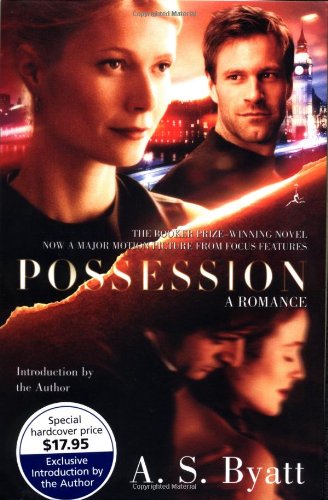 THE BOOKER PRIZE–WINNING NOVEL
NOW A MAJOR MOTION PICTURE FROM FOCUS FEATURES
POSSESSION
A ROMANCE
Introduction by
the Author
Special
hardcover price
$17.95
Exclusive
Introduction by
the Author
A. S. Byatt